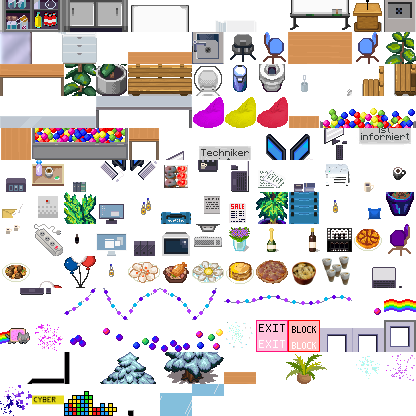 ist
informiert
Techniker
SALE
EXIT BLOCK
EXIT BLOCK
CYBER